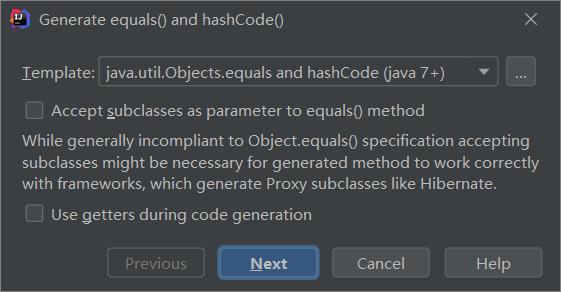 Generate equals() and hashCode()
Template: java.util.Objects.equals and hashCode (java 7+) ...
Accept subclasses as parameter to equals() method
While generally incompliant to Object.equals() specification accepting
subclasses might be necessary for generated method to work correctly
with frameworks, which generate Proxy subclasses like Hibernate.
Use getters during code generation
Previous Next Cancel Help